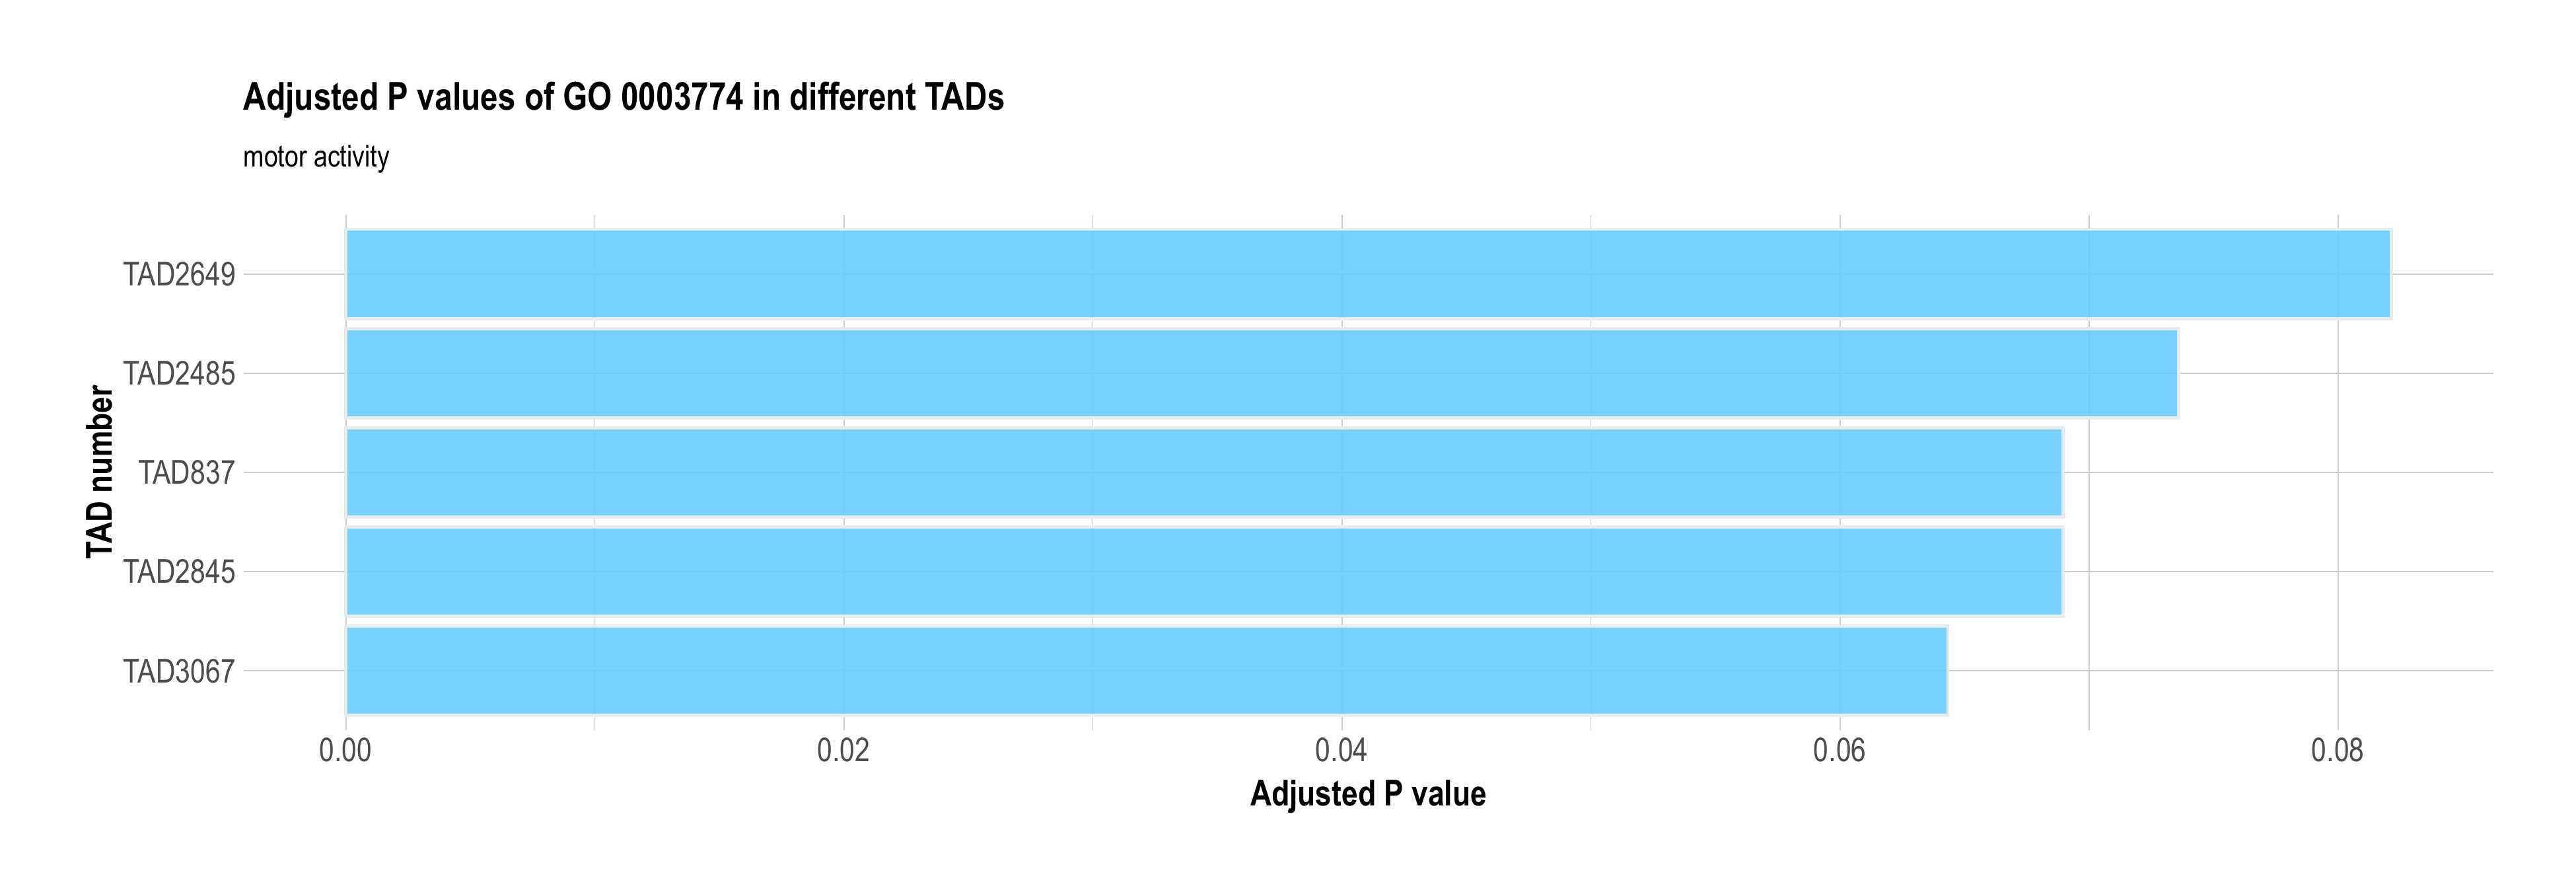 Adjusted P values of GO 0003774 in different TADs
motor activity
TAD2649
TAD2485
TAD837
TAD2845
TAD3067
TAD number
0.00 0.02 0.04 0.06 0.08
Adjusted P value